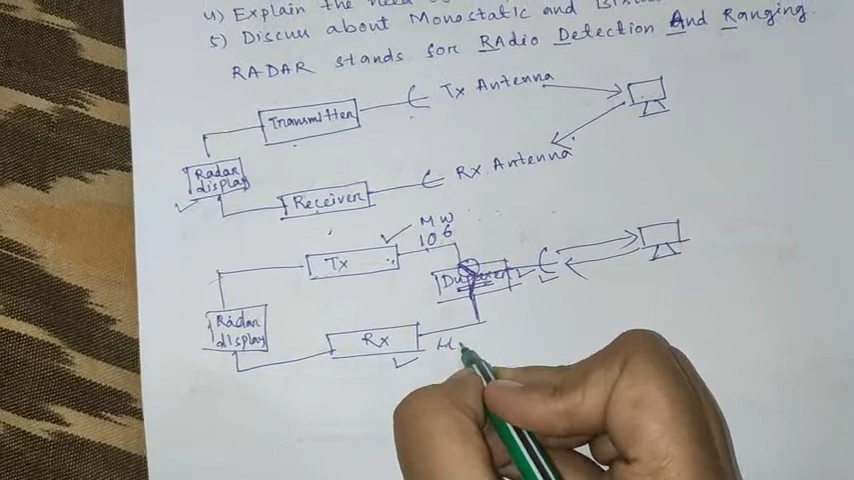 4) Explain the need
5) Discuss about Monostatic and
RADAR stands for RAdio Detection And Ranging
Tx Antenna
Transmitter
Radar
display
RX Antenna
Receiver
MW
10 6
Tx
Duplexer
Radar
display
Rx